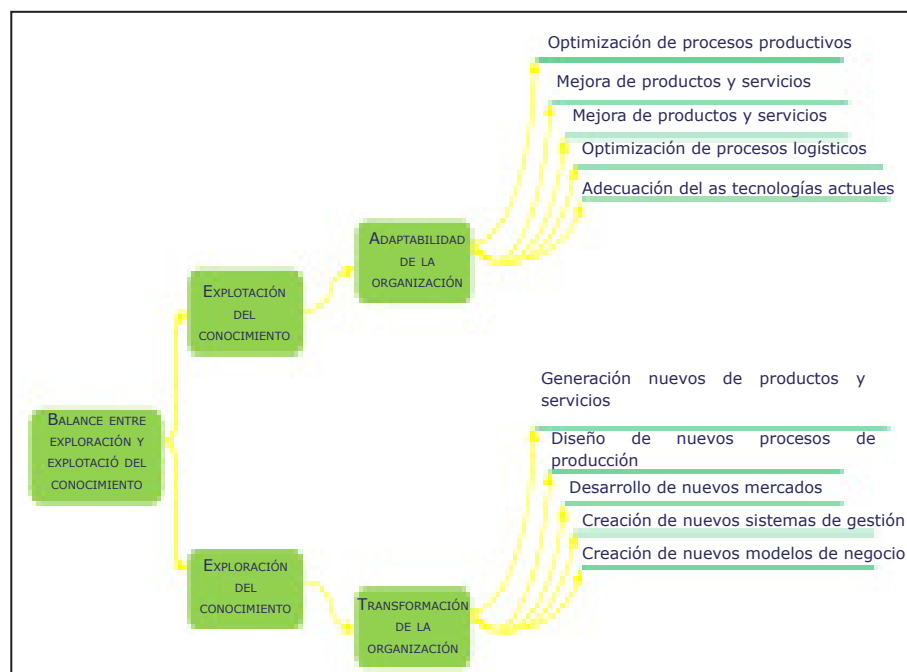 Optimización de procesos productivos
Mejora de productos y servicios
Mejora de productos y servicios
Optimización de procesos logísticos
Adecuación del as tecnologías actuales
ADAPTABILIDAD
DE LA
ORGANIZACIÓN
EXPLOTACIÓN
DEL
CONOCIMIENTO
Generación nuevos de productos y
servicios
BALANCE ENTRE
EXPLORACIÓN Y
EXPLOTACIÓ DEL
CONOCIMIENTO
Diseño de nuevos procesos de
producción
Desarrollo de nuevos mercados
Creación de nuevos sistemas de gestión
Creación de nuevos modelos de negocio
EXPLORACIÓN
DEL
CONOCIMIENTO
TRANSFORMACIÓN
DE LA
ORGANIZACIÓN